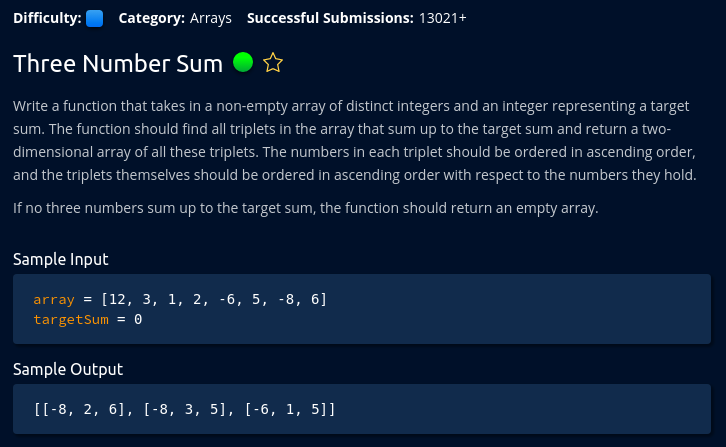 Difficulty: Category: Arrays Successful Submissions: 13021+
Three Number Sum
Write a function that takes in a non-empty array of distinct integers and an integer representing a target
sum. The function should find all triplets in the array that sum up to the target sum and return a two-
dimensional array of all these triplets. The numbers in each triplet should be ordered in ascending order,
and the triplets themselves should be ordered in ascending order with respect to the numbers they hold.
If no three numbers sum up to the target sum, the function should return an empty array.
Sample Input
array = [12, 3, 1, 2, -6, 5, -8, 6]
targetSum = 0
Sample Output
[[-8, 2, 6], [-8, 3, 5], [-6, 1, 5]]